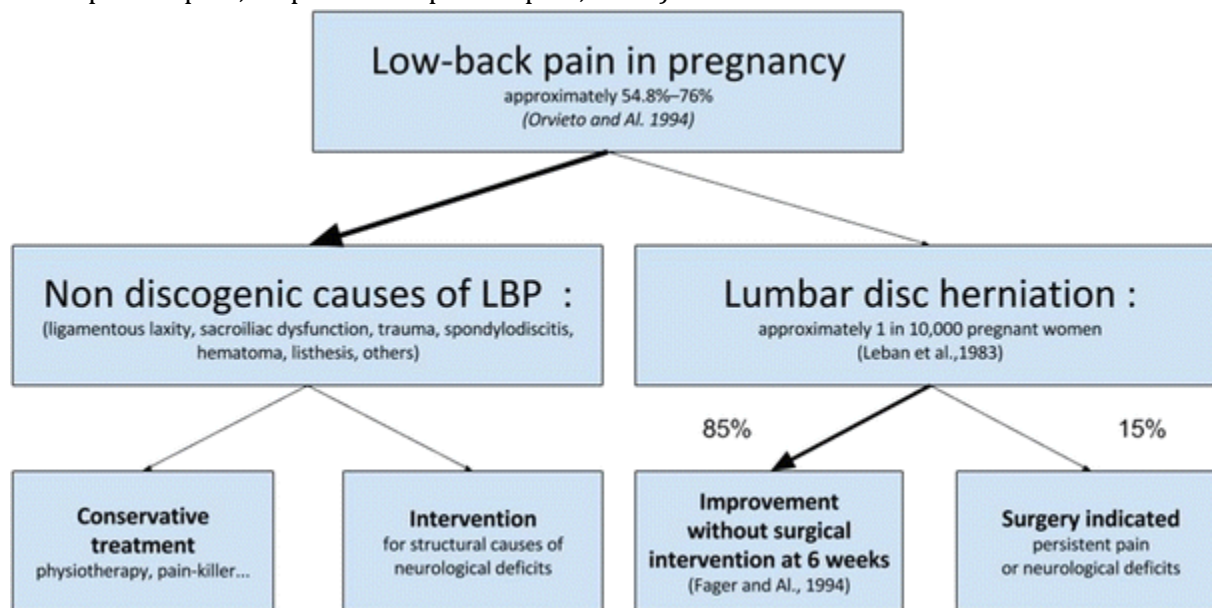 Low-back pain in pregnancy
approximately 54.8%–76%
(Orvieto and Al. 1994)
Non discogenic causes of LBP :
(ligamentous laxity, sacroiliac dysfunction, trauma, spondylodiscitis,
hematoma, listhesis, others)
Lumbar disc herniation :
approximately 1 in 10,000 pregnant women
(Leban et al.,1983)
85%
15%
Conservative
treatment
physiotherapy, pain-killer...
Intervention
for structural causes of
neurological deficits
Improvement
without surgical
intervention at 6 weeks
(Fager and Al., 1994)
Surgery indicated
persistent pain
or neurological deficits